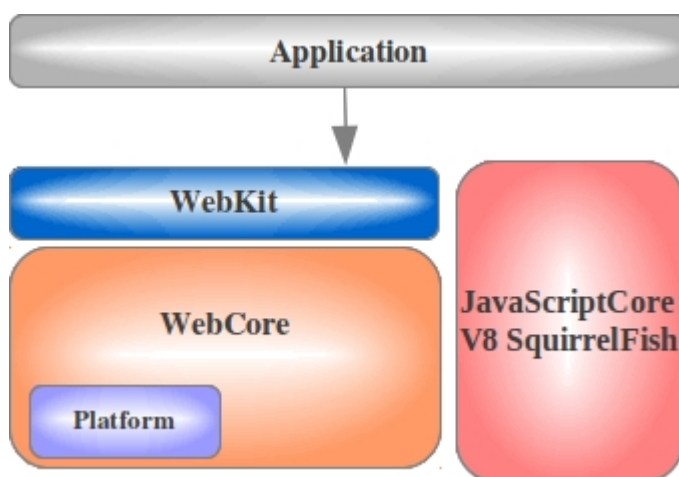 Application
WebKit
WebCore
JavaScriptCore
V8 SquirrelFish
Platform